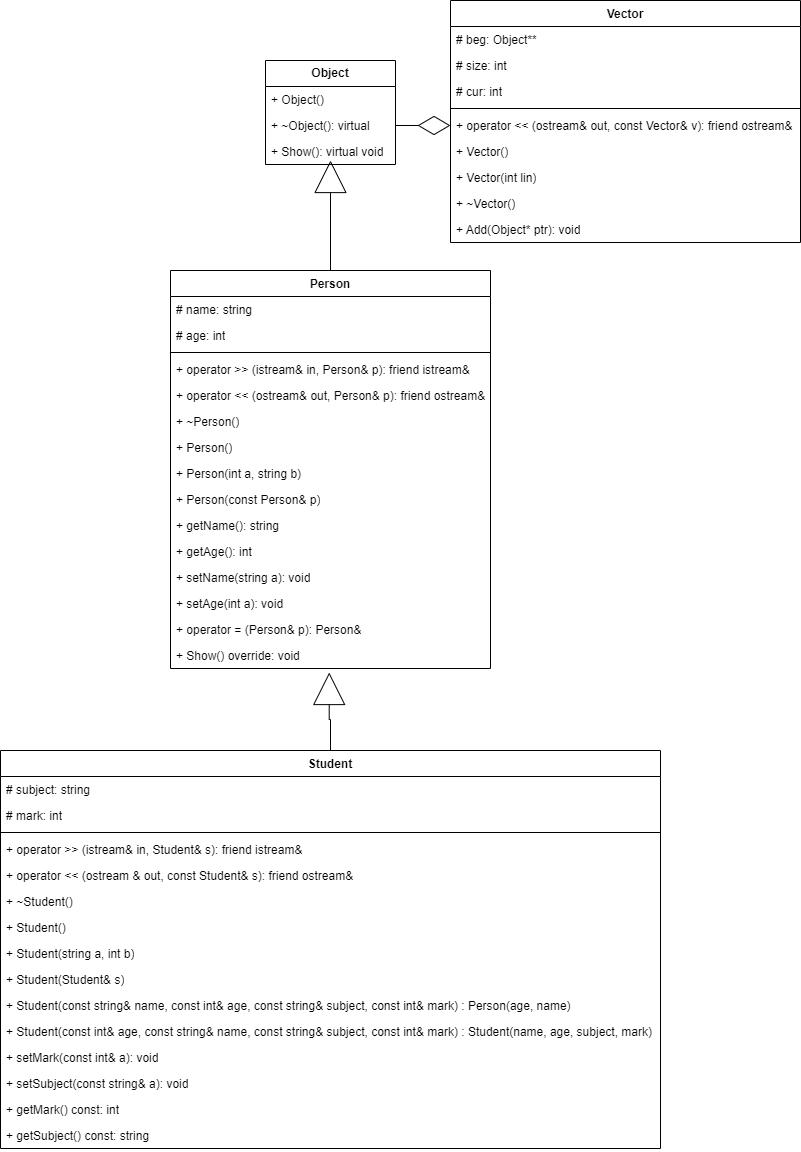 Vector
# beg: Object**
# size: int
# cur: int
+ operator << (ostream& out, const Vector& v): friend ostream&
+ Vector()
+ Vector(int lin)
+ ~Vector()
+ Add(Object* ptr): void
Object
+ Object()
+ ~Object(): virtual
+ Show(): virtual void
Person
# name: string
# age: int
+ operator >> (istream& in, Person& p): friend istream&
+ operator << (ostream& out, Person& p): friend ostream&
+ ~Person()
+ Person()
+ Person(int a, string b)
+ Person(const Person& p)
+ getName(): string
+ getAge(): int
+ setName(string a): void
+ setAge(int a): void
+ operator = (Person& p): Person&
+ Show() override: void
Student
# subject: string
# mark: int
+ operator >> (istream& in, Student& s): friend istream&
+ operator << (ostream & out, const Student& s): friend ostream&
+ ~Student()
+ Student()
+ Student(string a, int b)
+ Student(Student& s)
+ Student(const string& name, const int& age, const string& subject, const int& mark) : Person(age, name)
+ Student(const int& age, const string& name, const string& subject, const int& mark) : Student(name, age, subject, mark)
+ setMark(const int& a): void
+ setSubject(const string& a): void
+ getMark() const: int
+ getSubject() const: string